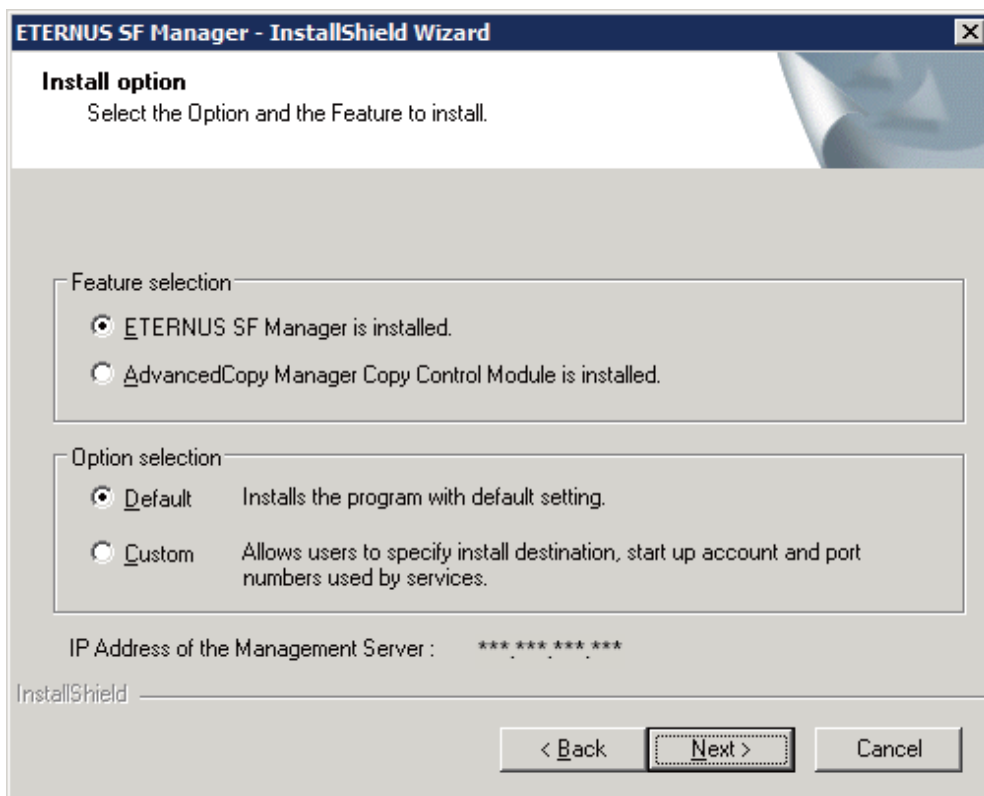 ETERNUS SF Manager - InstallShield Wizard
Install option
Select the Option and the Feature to install.
Feature selection
ETERNUS SF Manager is installed.
AdvancedCopy Manager Copy Control Module is installed.
Option selection
Default Installs the program with default setting.
Custom Allows users to specify install destination, start up account and port
numbers used by services.
IP Address of the Management Server : ***.***.***.***
InstallShield
< Back Next > Cancel